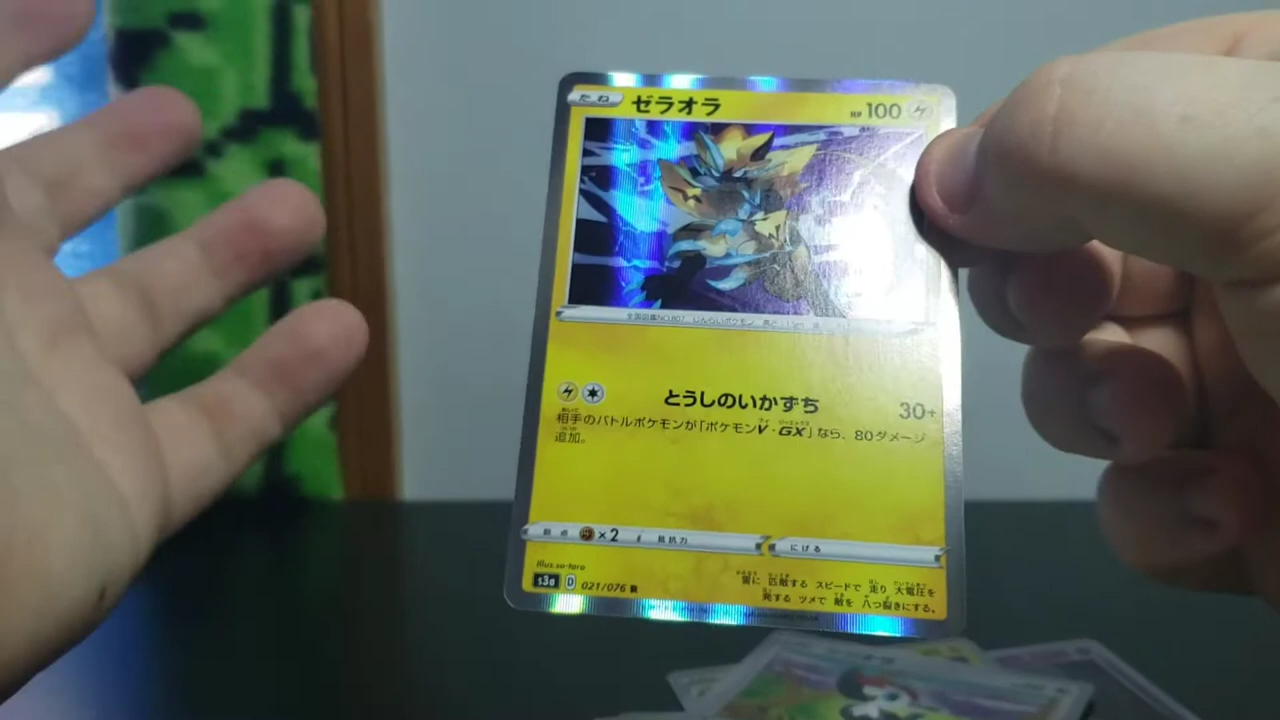 たね ゼラオラ HP 100
全国図鑑NO.807 じんらいポケモン 高さ:1.5m
とうしのいかずち 30+
相手のバトルポケモンが「ポケモンV・GX」なら、80ダメージ
追加。
弱点 ×2 抵抗力 にげる
Illus.so-taro
s3a D 021/076 R
雷に 匹敵する スピードで 走り 大電圧を
発する ツメで 敵を 八つ裂きにする。